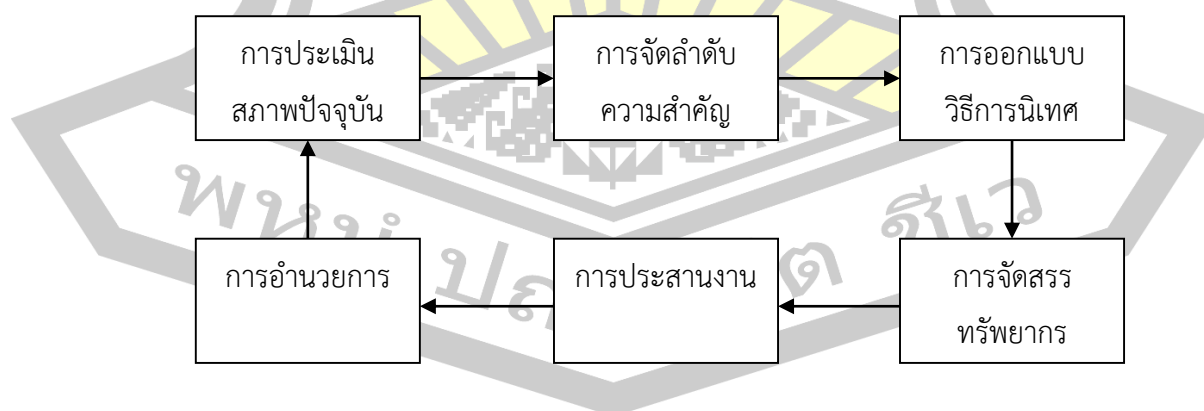 การประเมิน
สภาพปัจจุบัน
การจัดลำดับ
ความสำคัญ
การออกแบบ
วิธีการนิเทศ
การอำนวยการ
การประสานงาน
การจัดสรร
ทรัพยากร
ชีเว